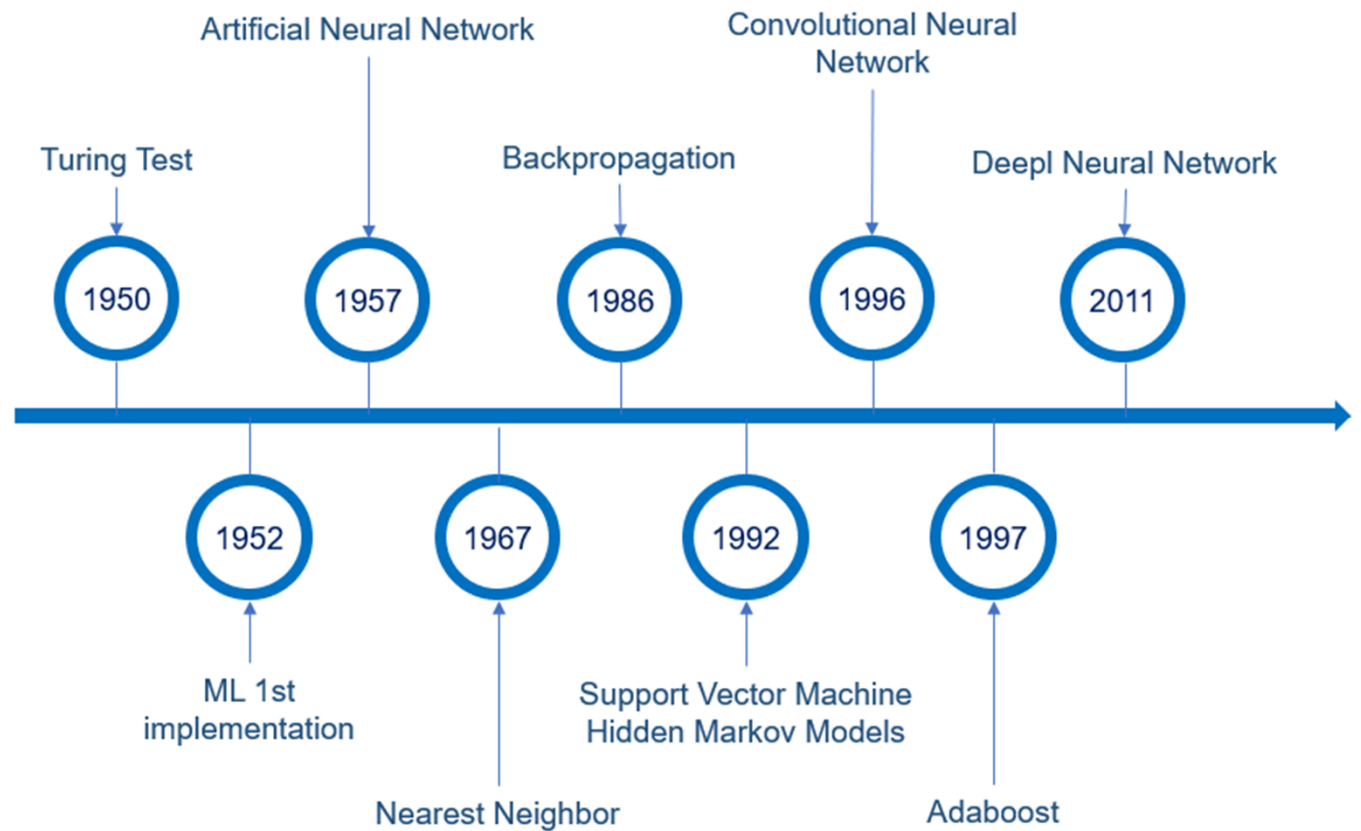 Artificial Neural Network
Convolutional Neural
Network
Turing Test
Backpropagation
Deepl Neural Network
1950
1957
1986
1996
2011
1952
1967
1992
1997
ML 1st
implementation
Support Vector Machine
Hidden Markov Models
Nearest Neighbor
Adaboost